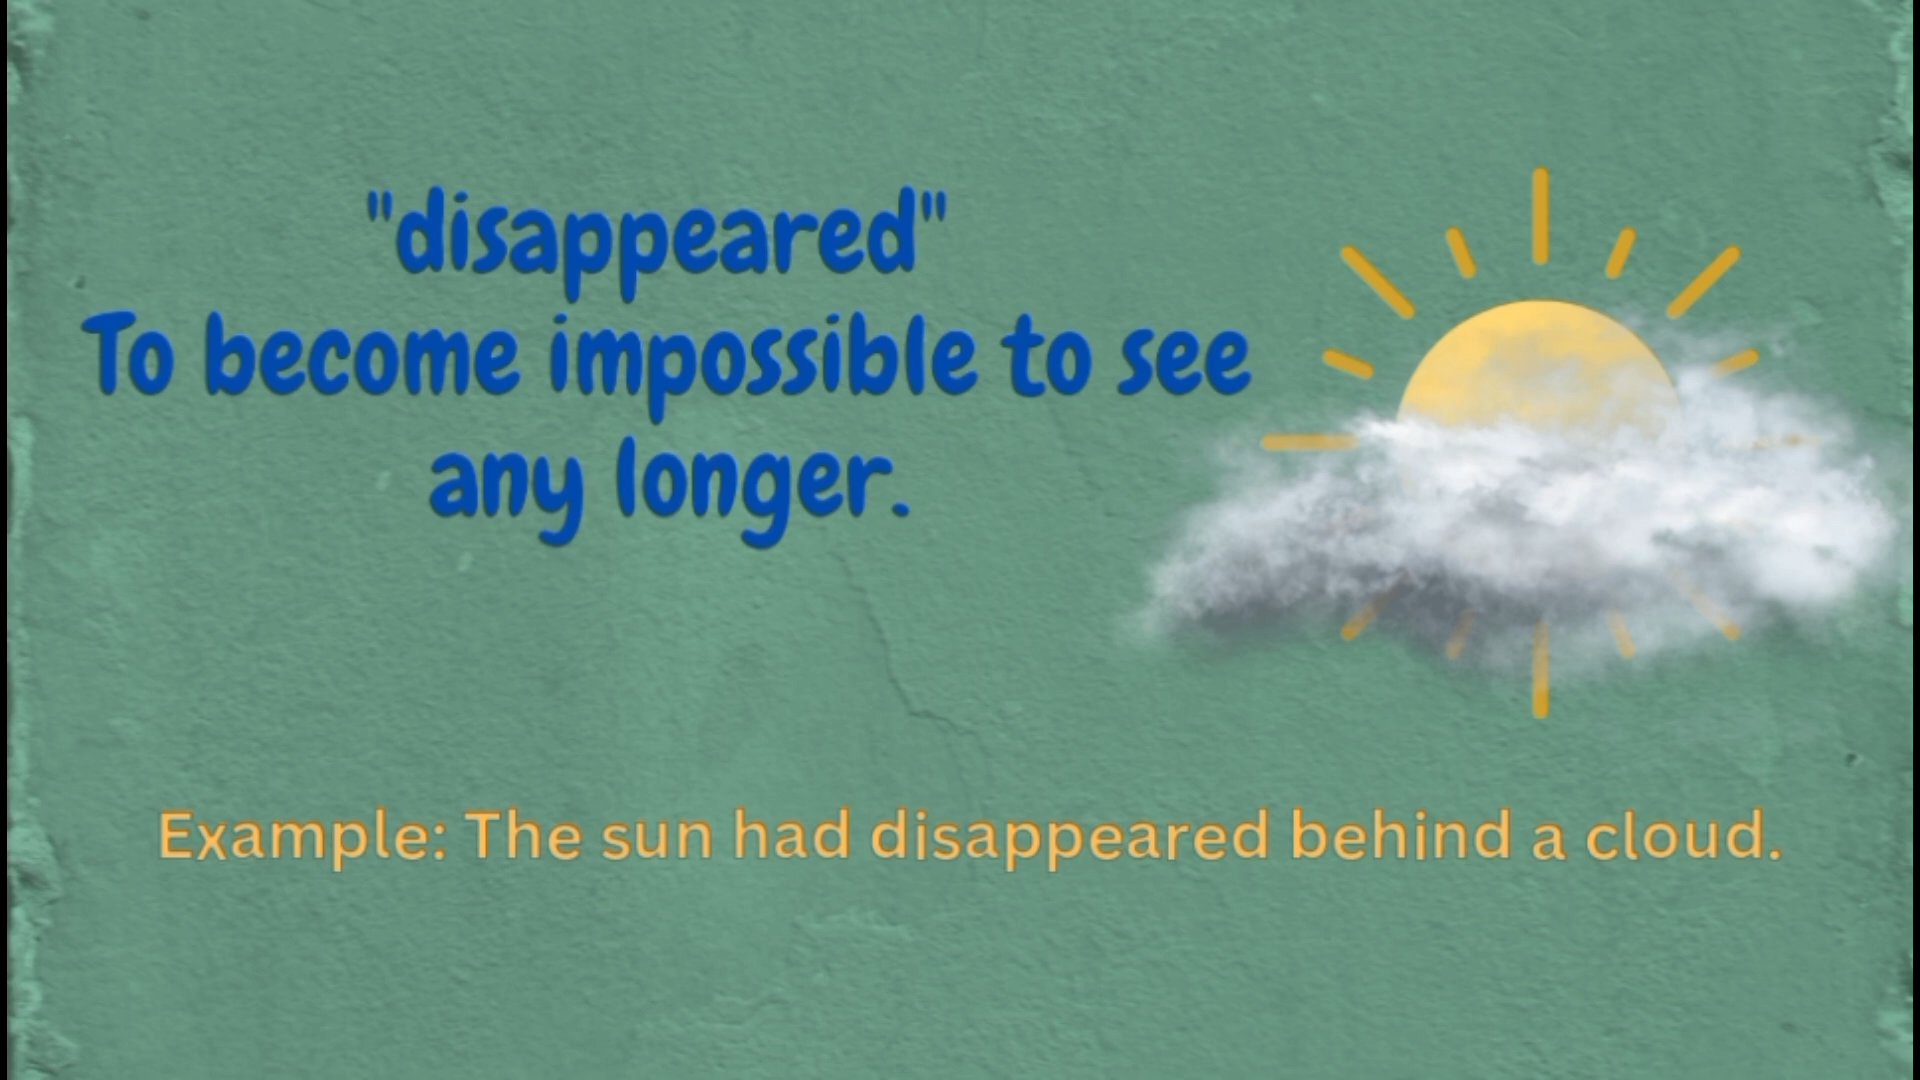 "disappeared"
To become impossible to see
any longer.
Example: The sun had disappeared behind a cloud.